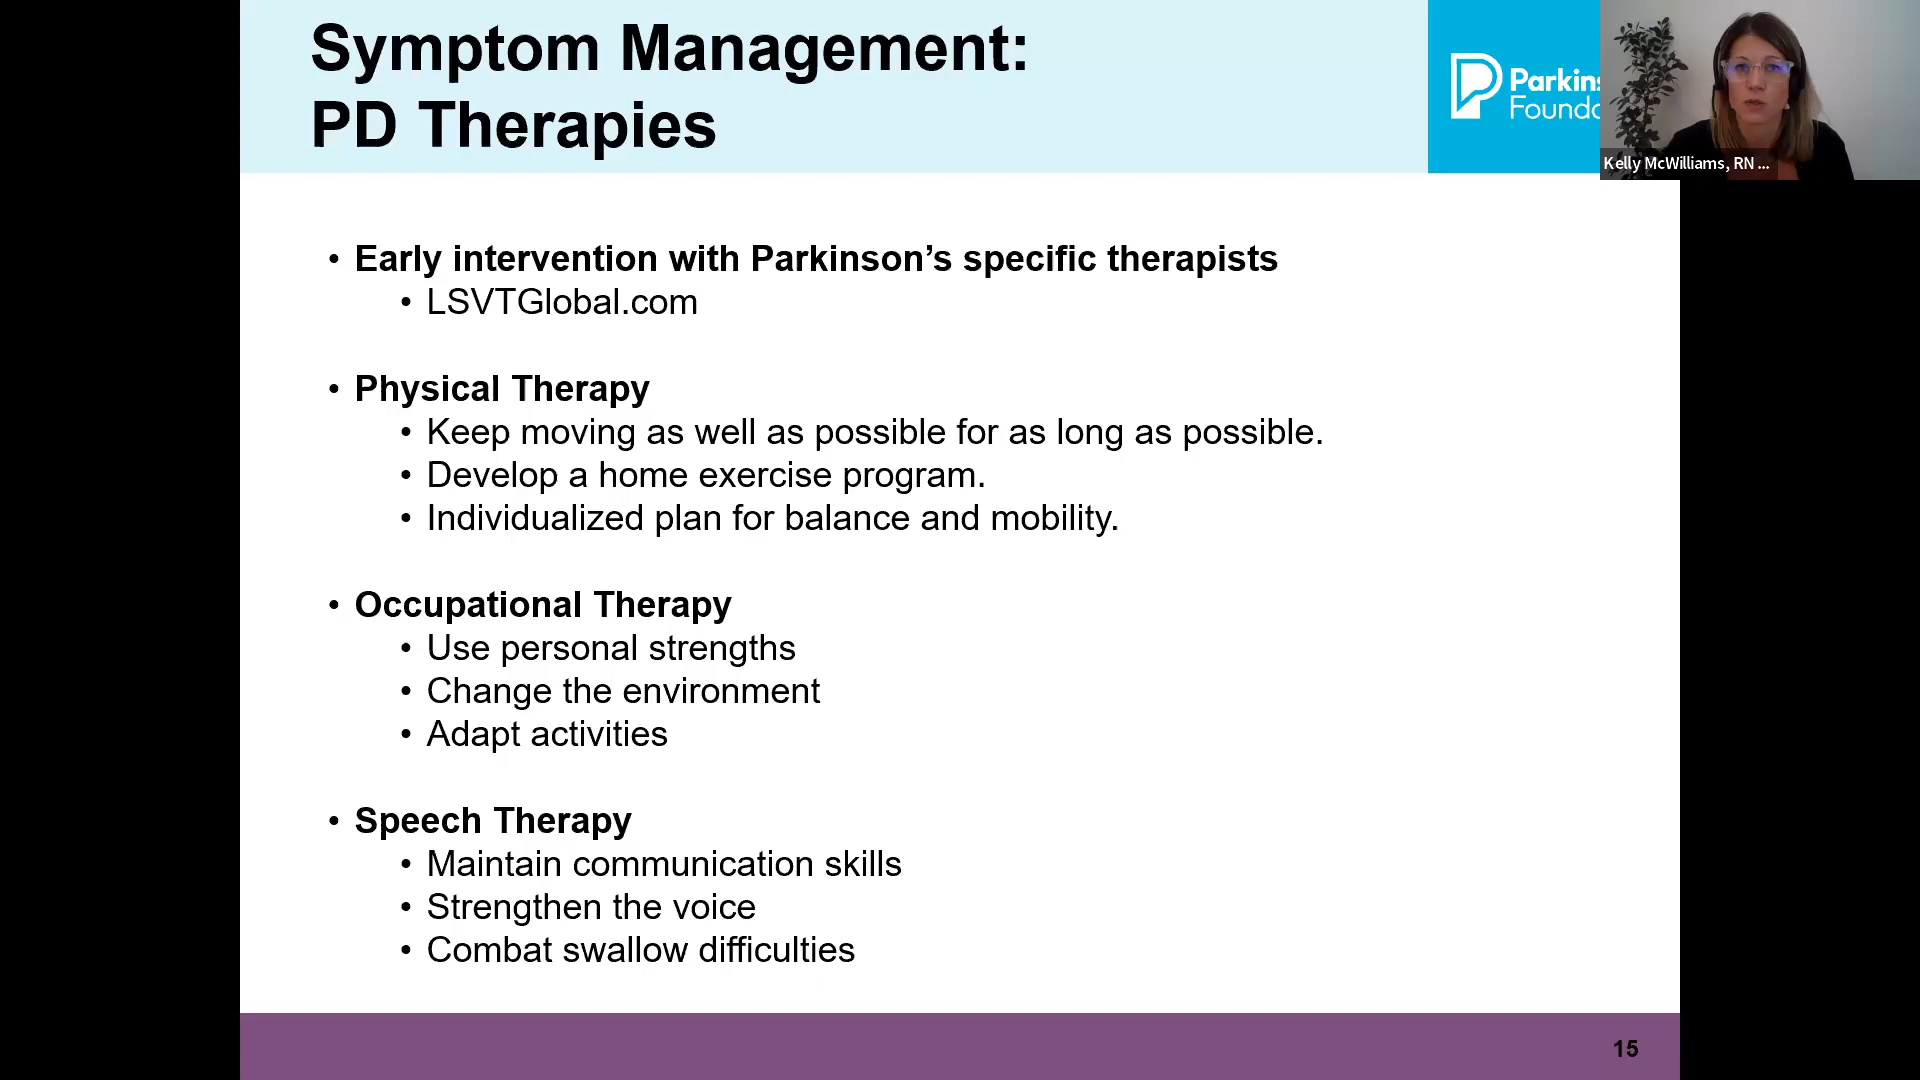 Symptom Management:
PD Therapies
Parkins
Founda
Kelly McWilliams, RN ...
• Early intervention with Parkinson’s specific therapists
• LSVTGlobal.com
• Physical Therapy
• Keep moving as well as possible for as long as possible.
• Develop a home exercise program.
• Individualized plan for balance and mobility.
• Occupational Therapy
• Use personal strengths
• Change the environment
• Adapt activities
• Speech Therapy
• Maintain communication skills
• Strengthen the voice
• Combat swallow difficulties
15